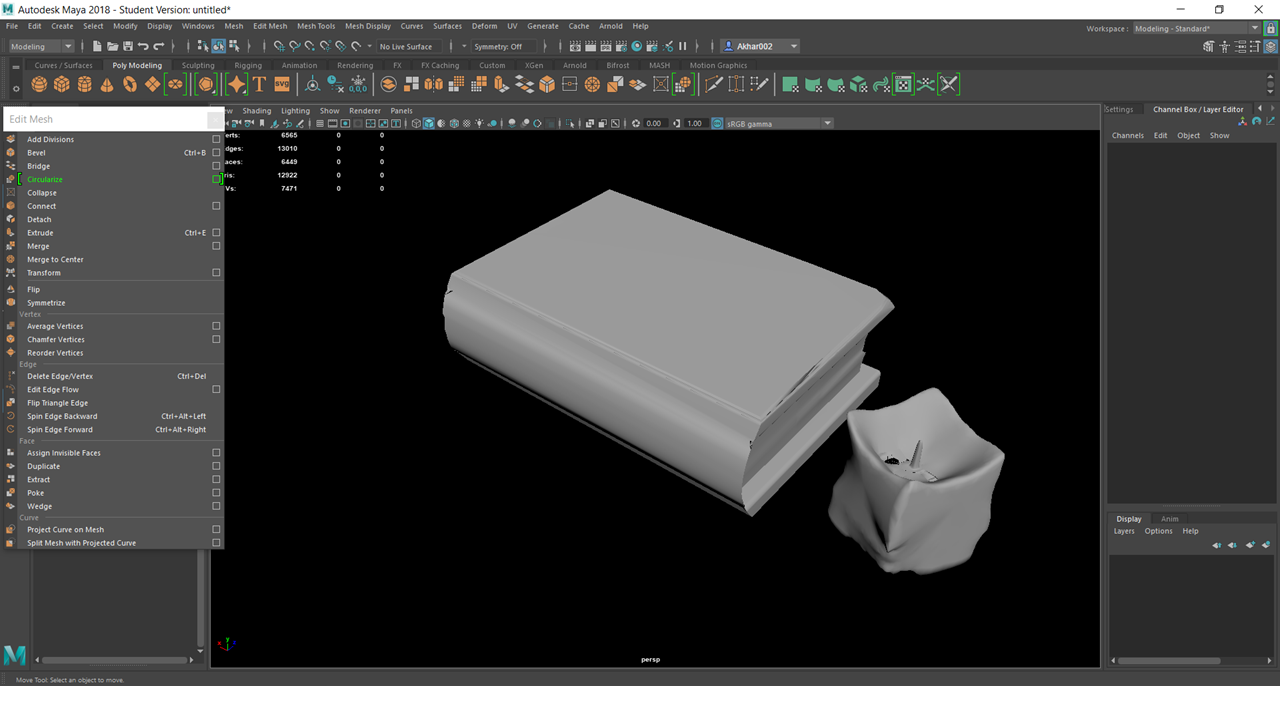 Autodesk Maya 2018 - Student Version: untitled*
File Edit Create Select Modify Display Windows Mesh Edit Mesh Mesh Tools Mesh Display Curves Surfaces Deform UV Generate Cache Arnold Help
Workspace : Modeling - Standard*
Modeling No Live Surface Symmetry: Off Akhar002
Curves / Surfaces Poly Modeling Sculpting Rigging Animation Rendering FX FX Caching Custom XGen Arnold Bifrost MASH Motion Graphics
SVG 0,0,0
Edit Mesh
Add Divisions
Bevel Ctrl+B
Bridge
Circularize
Collapse
Connect
Detach
Extrude Ctrl+E
Merge
Merge to Center
Transform
Flip
Symmetrize
Vertex
Average Vertices
Chamfer Vertices
Reorder Vertices
Edge
Delete Edge/Vertex Ctrl+Del
Edit Edge Flow
Flip Triangle Edge
Spin Edge Backward Ctrl+Alt+Left
Spin Edge Forward Ctrl+Alt+Right
Face
Assign Invisible Faces
Duplicate
Extract
Poke
Wedge
Curve
Project Curve on Mesh
Split Mesh with Projected Curve
ew Shading Lighting Show Renderer Panels
0.00 1.00 sRGB gamma
erts: 6565 0 0
dges: 13010 0 0
aces: 6449 0 0
ris: 12922 0 0
Vs: 7471 0 0
y
persp
Settings Channel Box / Layer Editor
Channels Edit Object Show
Display Anim
Layers Options Help
Move Tool: Select an object to move.